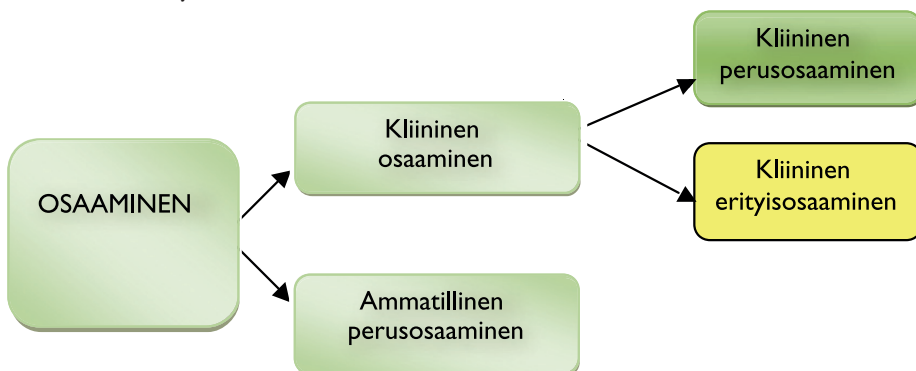 Kliininen
perusosaaminen
Kliininen
osaaminen
Kliininen
erityisosaaminen
OSAAMINEN
Ammatillinen
perusosaaminen